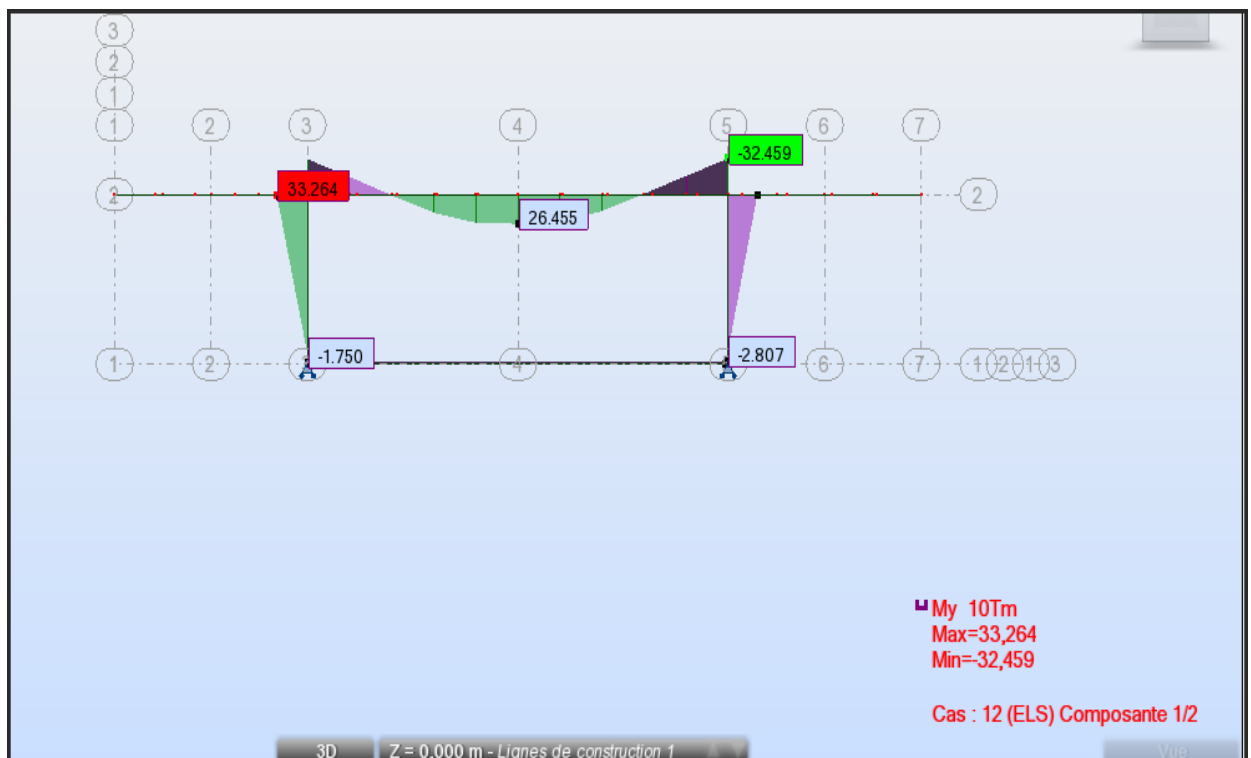 3
2
1
1 2 3 4 5 6 7
-32.459
33.264
2 2
26.455
-1.750 -2.807
1 2 4 6 7 1 2 1 3
My 10Tm
Max=33,264
Min=-32,459
Cas : 12 (ELS) Composante 1/2
3D Z = 0,000 m - Lignes de construction 1 Vue